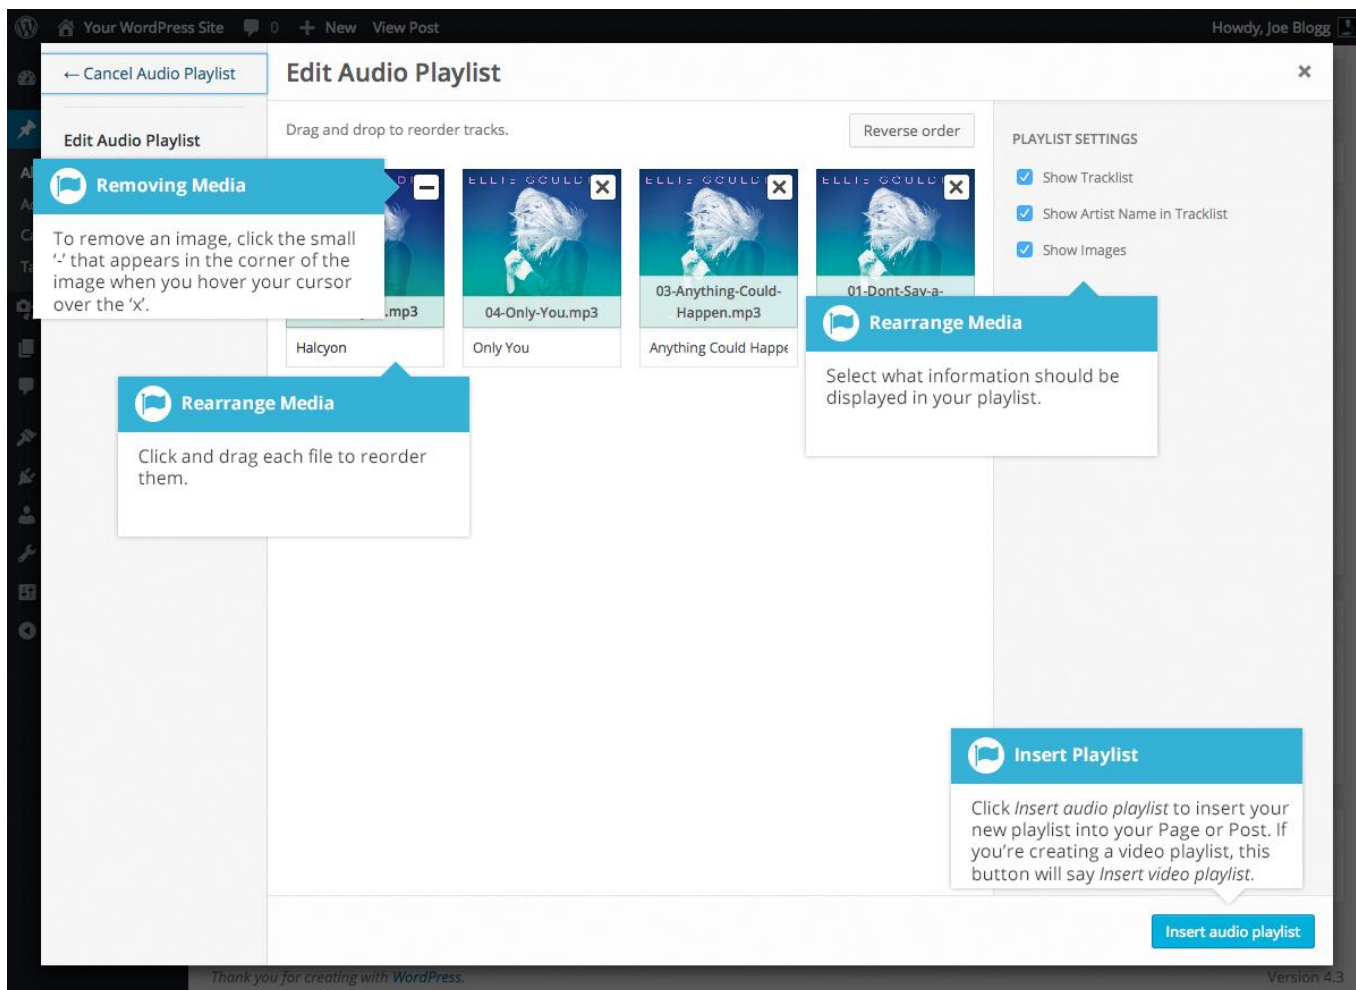 Your WordPress Site 0 New View Post Howdy, Joe Blogg
← Cancel Audio Playlist
Edit Audio Playlist
Edit Audio Playlist
Drag and drop to reorder tracks.
Reverse order
PLAYLIST SETTINGS
Show Tracklist
Show Artist Name in Tracklist
Show Images
Removing Media
To remove an image, click the small
‘-’ that appears in the corner of the
image when you hover your cursor
over the ‘x’.
.mp3
Halcyon
04-Only-You.mp3
Only You
03-Anything-Could-
Happen.mp3
Anything Could Happe
01-Dont-Say-a-
Rearrange Media
Click and drag each file to reorder
them.
Rearrange Media
Select what information should be
displayed in your playlist.
Insert Playlist
Click Insert audio playlist to insert your
new playlist into your Page or Post. If
you’re creating a video playlist, this
button will say Insert video playlist.
Insert audio playlist
Thank you for creating with WordPress.
Version 4.3